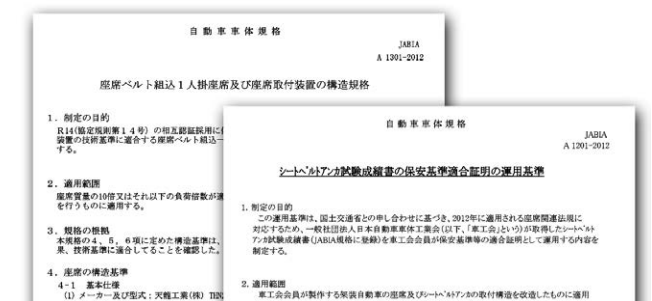 自動車車体規格
JABIA
A 1301-2012
座席ベルト組込1人掛座席及び座席取付装置の構造規格
1. 制定の目的
R14(協定規則第14号)の相互認証採用に
装置の技術基準に適合する座席ベルト組込一
する。
2. 適用範囲
座席質量の10倍又はそれ以下の負荷倍数が適
を行うものに適用する。
3. 規格の根拠
本規格の4、5、6項に定めた構造基準は、
果、技術基準に適合してることを確認した。
4. 座席の構造基準
4-1 基本仕様
(1) メーカー及び型式:天龍工業(株)
自動車車体規格
JABIA
A 1201-2012
シートベルトアンカ試験成績書の保安基準適合証明の運用基準
1. 制定の目的
この運用基準は、国土交通省との申し合わせに基づき、2012年に適用される座席関連法規に
対応するため、一般社団法人日本自動車車体工業会(以下、「車工会」という)が取得したシートベルト
アンカ試験成績書(JABIA規格に登録)を車工会会員が保安基準等の適合証明として運用する内容を
制定する。
2. 適用範囲
車工会会員が製作する架装自動車の座席及びシートベルトアンカの取付構造を改造したものに適用